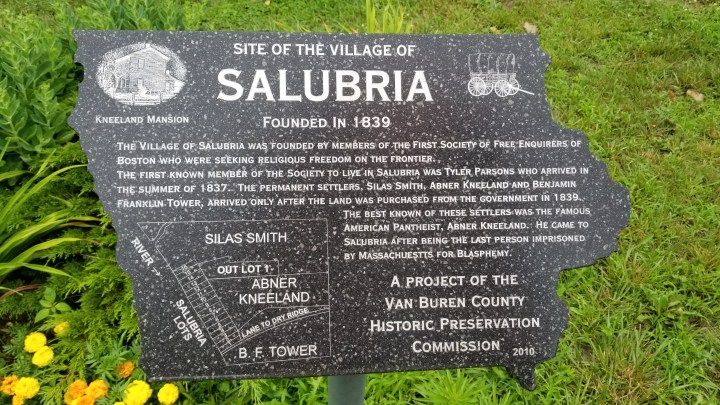 SITE OF THE VILLAGE OF
SALUBRIA
FOUNDED IN 1839
KNEELAND MANSION
THE VILLAGE OF SALUBRIA WAS FOUNDED BY MEMBERS OF THE FIRST SOCIETY OF FREE ENQUIRERS OF
BOSTON WHO WERE SEEKING RELIGIOUS FREEDOM ON THE FRONTIER.
THE FIRST KNOWN MEMBER OF THE SOCIETY TO LIVE IN SALUBRIA WAS TYLER PARSONS WHO ARRIVED IN
THE SUMMER OF 1837. THE PERMANENT SETTLERS, SILAS SMITH, ABNER KNEELAND AND BENJAMIN
FRANKLIN TOWER, ARRIVED ONLY AFTER THE LAND WAS PURCHASED FROM THE GOVERNMENT IN 1839.
THE BEST KNOWN OF THESE SETTLERS WAS THE FAMOUS
AMERICAN PANTHEIST, ABNER KNEELAND. HE CAME TO
SALUBRIA AFTER BEING THE LAST PERSON IMPRISONED
BY MASSACHUESTTS FOR BLASPHEMY.
RIVER
SILAS SMITH
OUT LOT 1
ABNER
KNEELAND
SALUBRIA
LOTS
LANE TO DRY RIDGE
B. F. TOWER
A PROJECT OF THE
VAN BUREN COUNTY
HISTORIC PRESERVATION
COMMISSION
2010